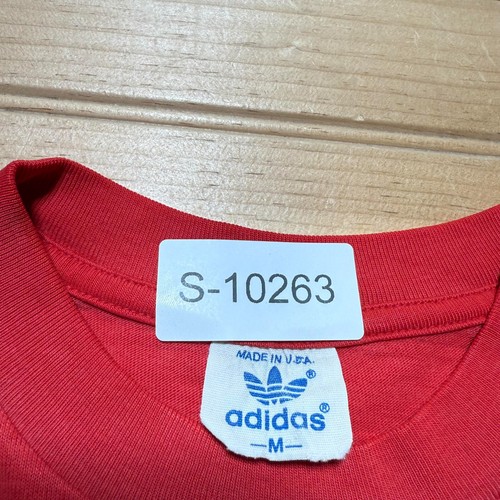 S-10263
MADE IN U.S.A.
®
adidas®
—M—